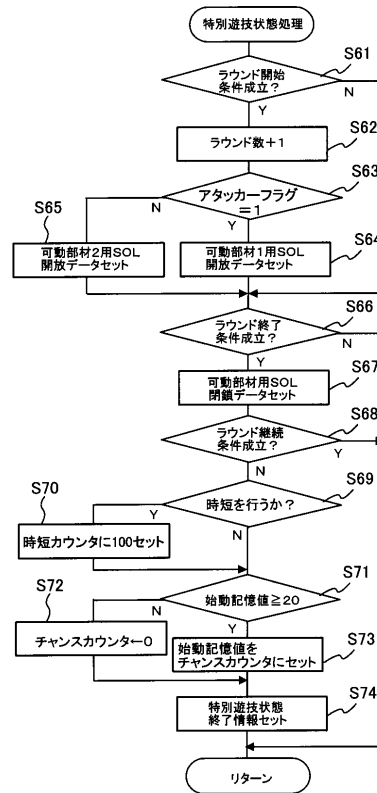 特別遊技状態処理
S61
ラウンド開始
条件成立?
N
Y
S62
ラウンド数+1
S63
アタッカーフラグ
=1
N
Y
S65
可動部材2用SOL
開放データセット
S64
可動部材1用SOL
開放データセット
S66
ラウンド終了
条件成立?
N
Y
S67
可動部材用SOL
閉鎖データセット
S68
ラウンド継続
条件成立?
Y
N
S69
時短を行うか?
Y
N
S70
時短カウンタに100セット
S71
始動記憶値≧20
N
Y
S72
チャンスカウンター←0
S73
始動記憶値を
チャンスカウンタにセット
S74
特別遊技状態
終了情報セット
リターン